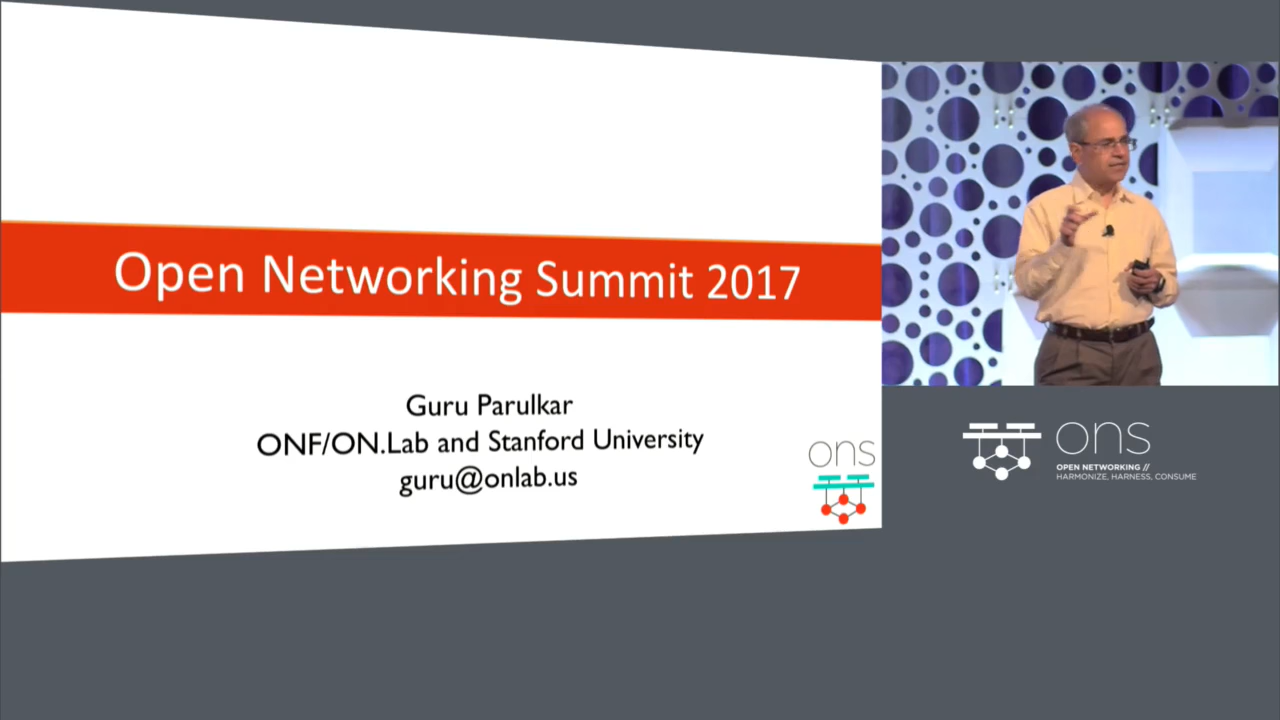 Open Networking Summit 2017
Guru Parulkar
ONF/ON.Lab and Stanford University
guru@onlab.us
ons
ons
OPEN NETWORKING //
HARMONIZE, HARNESS, CONSUME